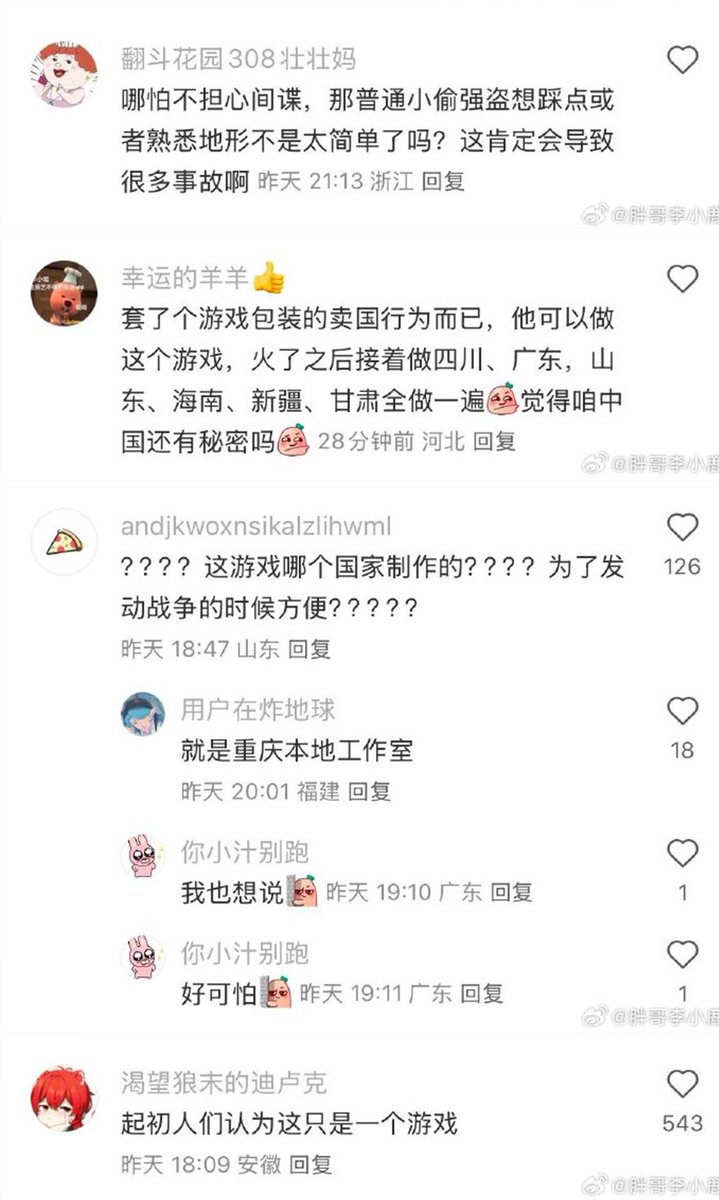 翻斗花园308壮壮妈
哪怕不担心间谍，那普通小偷强盗想踩点或
者熟悉地形不是太简单了吗？这肯定会导致
很多事故啊 昨天 21:13 浙江 回复
@胖哥李小
幸运的羊羊👍
套了个游戏包装的卖国行为而已，他可以做
这个游戏，火了之后接着做四川、广东，山
东、海南、新疆、甘肃全做一遍觉得咱中
国还有秘密吗 28分钟前 河北 回复
@胖哥李小
andjkwoxnsikalzlihwml
？？？？这游戏哪个国家制作的？？？？为了发
126
动战争的时候方便？？？？？
昨天 18:47 山东 回复
用户在炸地球
就是重庆本地工作室
18
昨天 20:01 福建 回复
你小汁别跑
我也想说 昨天 19:10 广东 回复
1
你小汁别跑
好可怕 昨天 19:11 广东 回复
1
@胖哥李小
渴望狼末的迪卢克
起初人们认为这只是一个游戏
543
昨天 18:09 安徽 回复
@胖哥李小